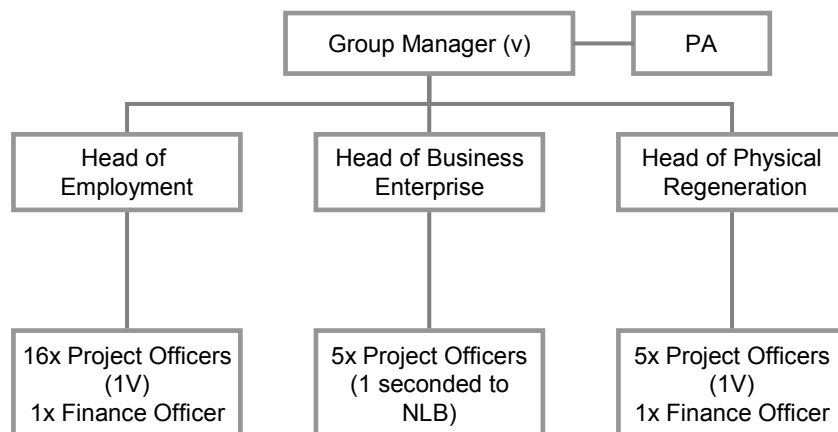 Group Manager (v)
PA
Head of
Employment
Head of Business
Enterprise
Head of Physical
Regeneration
16x Project Officers
(1V)
1x Finance Officer
5x Project Officers
(1 seconded to
NLB)
5x Project Officers
(1V)
1x Finance Officer